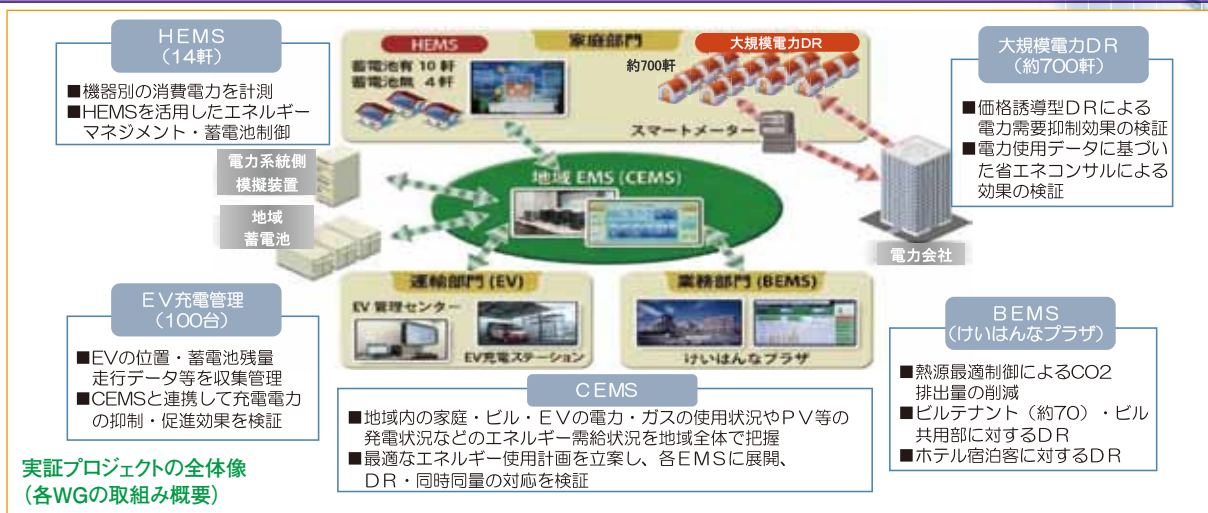 HEMS
(14軒)
■機器別の消費電力を計測
■HEMSを活用したエネルギー
マネジメント・蓄電池制御
HEMS
家庭部門
大規模電力DR
蓄電池有 10 軒
蓄電池無 4軒
約700軒
スマートメーター
大規模電力DR
(約700軒)
■価格誘導型DRによる
電力需要抑制効果の検証
■電力使用データに基づい
た省エネコンサルによる
効果の検証
電力系統側
模擬装置
地域
蓄電池
地域 EMS (CEMS)
電力会社
運輸部門 (EV)
EV 管理センター
EV充電ステーション
業務部門 (BEMS)
けいはんなプラザ
EV充電管理
(100台)
■EVの位置・蓄電池残量
走行データ等を収集管理
■CEMSと連携して充電電力
の抑制・促進効果を検証
CEMS
■地域内の家庭・ビル・EVの電力・ガスの使用状況やPV等の
発電状況などのエネルギー需給状況を地域全体で把握
■最適なエネルギー使用計画を立案し、各EMSに展開、
DR・同時同量の対応を検証
BEMS
(けいはんなプラザ)
■熱源最適制御によるCO2
排出量の削減
■ビルテナント(約70)・ビル
共用部に対するDR
■ホテル宿泊客に対するDR
実証プロジェクトの全体像
(各WGの取組み概要)